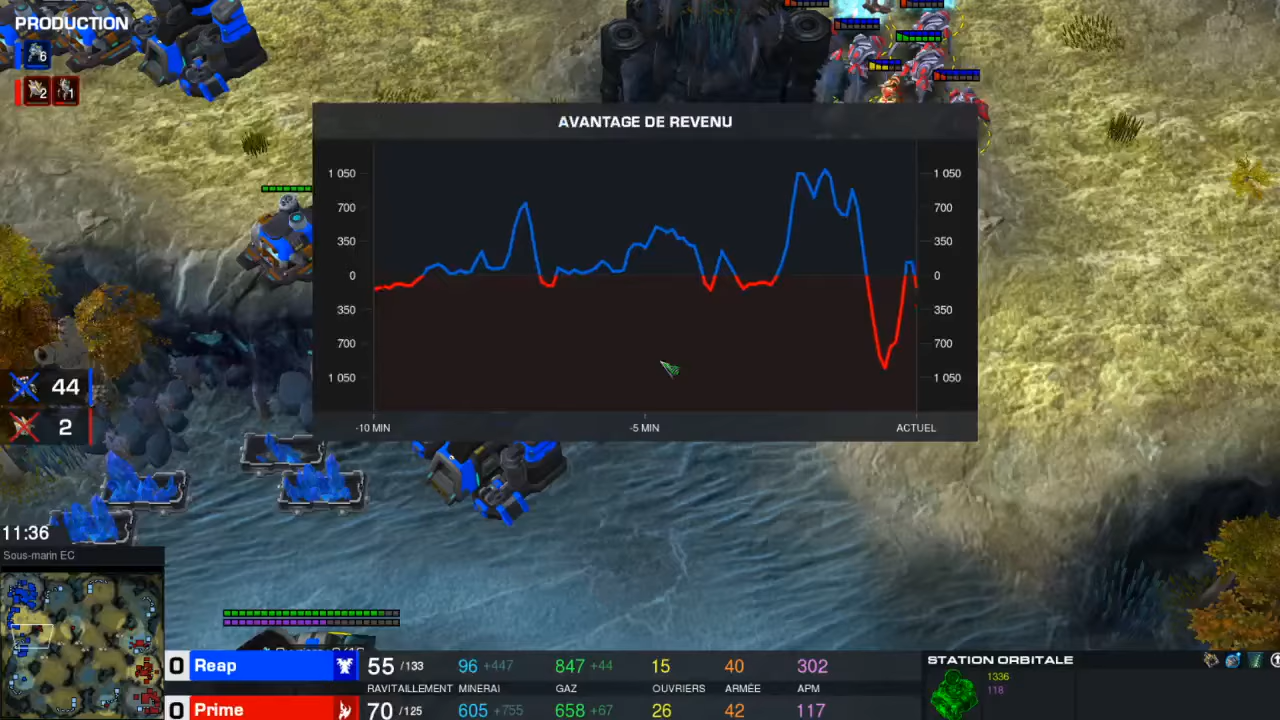 PRODUCTION
6
2 1
AVANTAGE DE REVENU
1 050 1 050
700 700
350 350
0 0
350 350
700 700
1 050 1 050
-10 MIN -5 MIN ACTUEL
44
2
11:36
Sous-marin EC
0 Reap 55 /133 96 +447 847 +44 15 40 302
RAVITAILLEMENT MINERAI GAZ OUVRIERS ARMÉE APM
0 Prime 70 /125 605 +755 658 +67 26 42 117
STATION ORBITALE
1336
118